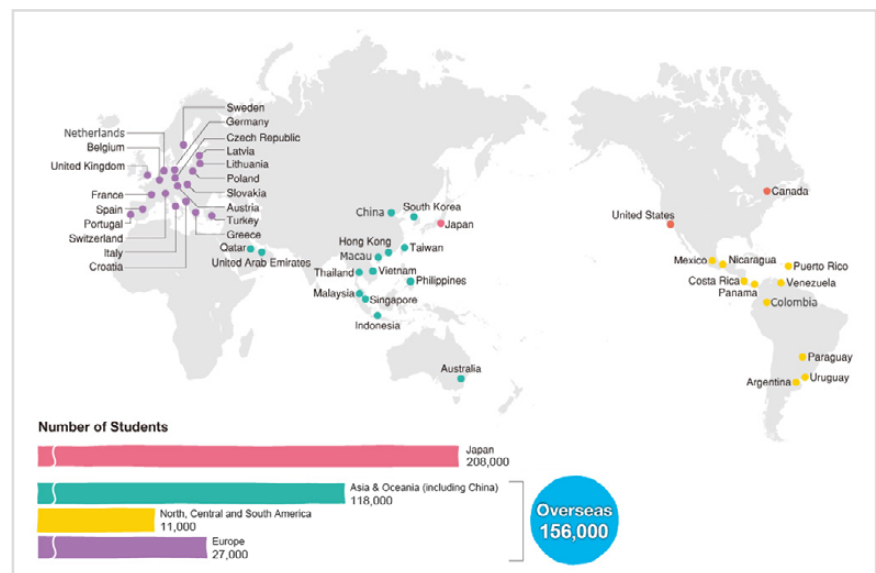 Sweden
Germany
Czech Republic
Latvia
Lithuania
Poland
Slovakia
Austria
Turkey
Greece
Netherlands
Belgium
United Kingdom
France
Spain
Portugal
Switzerland
Italy
Croatia
Qatar
United Arab Emirates
China
South Korea
Japan
Hong Kong
Macau
Taiwan
Thailand
Vietnam
Philippines
Malaysia
Singapore
Indonesia
Australia
Canada
United States
Mexico
Nicaragua
Puerto Rico
Costa Rica
Panama
Venezuela
Colombia
Paraguay
Argentina
Uruguay
Number of Students
Japan
208,000
Asia & Oceania (including China)
118,000
North, Central and South America
11,000
Europe
27,000
Overseas
156,000